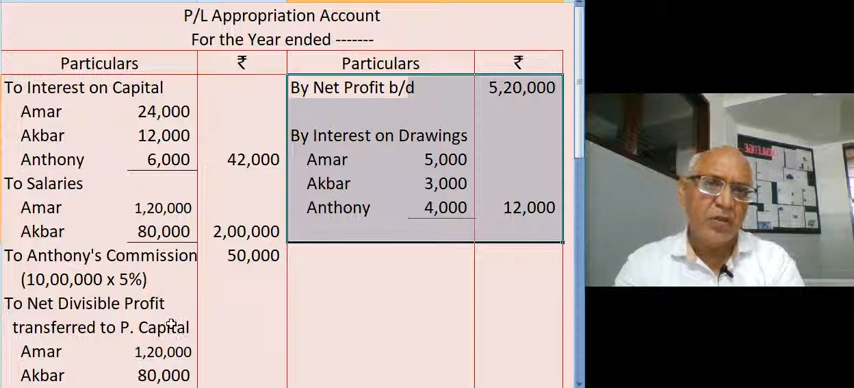 P/L Appropriation Account
For the Year ended -------
Particulars ₹ Particulars ₹
To Interest on Capital By Net Profit b/d 5,20,000
Amar 24,000
Akbar 12,000 By Interest on Drawings
Anthony 6,000 42,000 Amar 5,000
To Salaries Akbar 3,000
Amar 1,20,000 Anthony 4,000 12,000
Akbar 80,000 2,00,000
To Anthony's Commission 50,000
(10,00,000 x 5%)
To Net Divisible Profit
transferred to P. Capital
Amar 1,20,000
Akbar 80,000